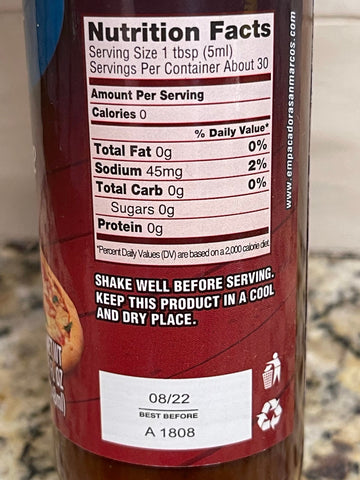 Nutrition Facts
Serving Size 1 tbsp (5ml)
Servings Per Container About 30
Amount Per Serving
Calories 0
% Daily Value*
Total Fat 0g 0%
Sodium 45mg 2%
Total Carb 0g 0%
Sugars 0g
Protein 0g
*Percent Daily Values (DV) are based on a 2,000 calorie diet.
SHAKE WELL BEFORE SERVING.
KEEP THIS PRODUCT IN A COOL
AND DRY PLACE.
08/22
BEST BEFORE
A 1808
www.empacadorasanmarcos.com
OZ